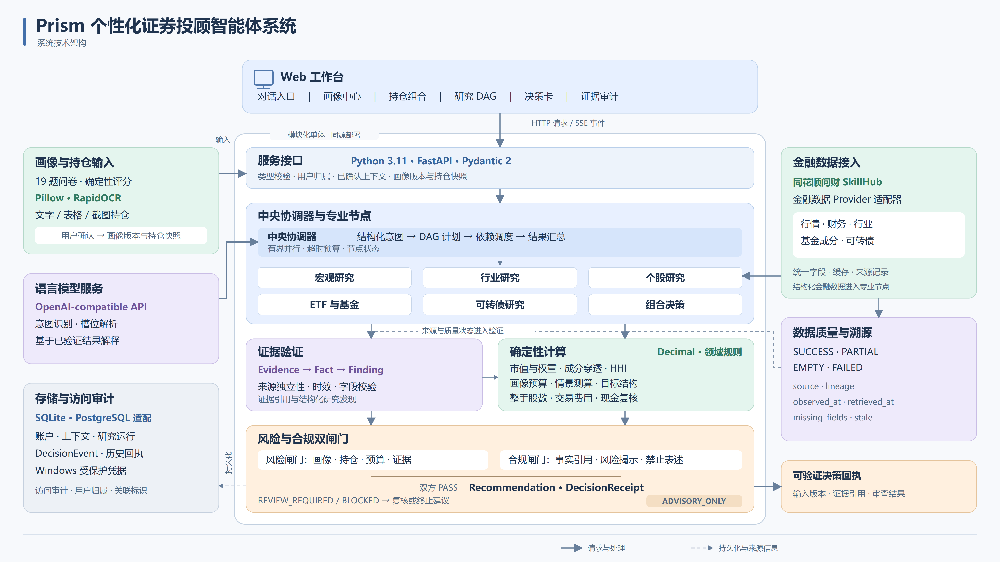 Prism 个性化证券投顾智能体系统
系统技术架构
Web 工作台
对话入口 | 画像中心 | 持仓组合 | 研究 DAG | 决策卡 | 证据审计
HTTP 请求 / SSE 事件
模块化单体 · 同源部署
输入
画像与持仓输入
19 题问卷 · 确定性评分
Pillow • RapidOCR
文字 / 表格 / 截图持仓
用户确认 → 画像版本与持仓快照
语言模型服务
OpenAI-compatible API
意图识别 · 槽位解析
基于已验证结果解释
存储与访问审计
SQLite • PostgreSQL 适配
账户 · 上下文 · 研究运行
DecisionEvent · 历史回执
Windows 受保护凭据
访问审计 · 用户归属 · 关联标识
持久化
服务接口 Python 3.11 • FastAPI • Pydantic 2
类型校验 · 用户归属 · 已确认上下文 · 画像版本与持仓快照
中央协调器与专业节点
中央协调器 结构化意图 → DAG 计划 → 依赖调度 → 结果汇总
有界并行 · 超时预算 · 节点状态
宏观研究 行业研究 个股研究
ETF 与基金 可转债研究 组合决策
来源与质量状态进入验证
证据验证
Evidence → Fact → Finding
来源独立性 · 时效 · 字段校验
证据引用与结构化研究发现
确定性计算 Decimal • 领域规则
市值与权重 · 成分穿透 · HHI
画像预算 · 情景测算 · 目标结构
整手股数 · 交易费用 · 现金复核
风险与合规双闸门
风险闸门：画像 · 持仓 · 预算 · 证据
合规闸门：事实引用 · 风险揭示 · 禁止表述
双方 PASS Recommendation • DecisionReceipt
REVIEW_REQUIRED / BLOCKED → 复核或终止建议
ADVISORY_ONLY
金融数据接入
同花顺问财 SkillHub
金融数据 Provider 适配器
行情 · 财务 · 行业
基金成分 · 可转债
统一字段 · 缓存 · 来源记录
结构化金融数据进入专业节点
数据质量与溯源
SUCCESS · PARTIAL
EMPTY · FAILED
source · lineage
observed_at · retrieved_at
missing_fields · stale
可验证决策回执
输入版本 · 证据引用 · 审查结果
请求与处理
持久化与来源信息